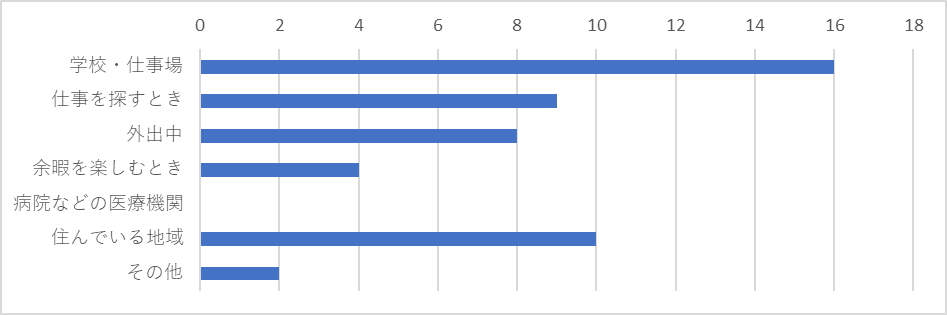 0 2 4 6 8 10 12 14 16 18
学校・仕事場
仕事を探すとき
外出中
余暇を楽しむとき
病院などの医療機関
住んでいる地域
その他